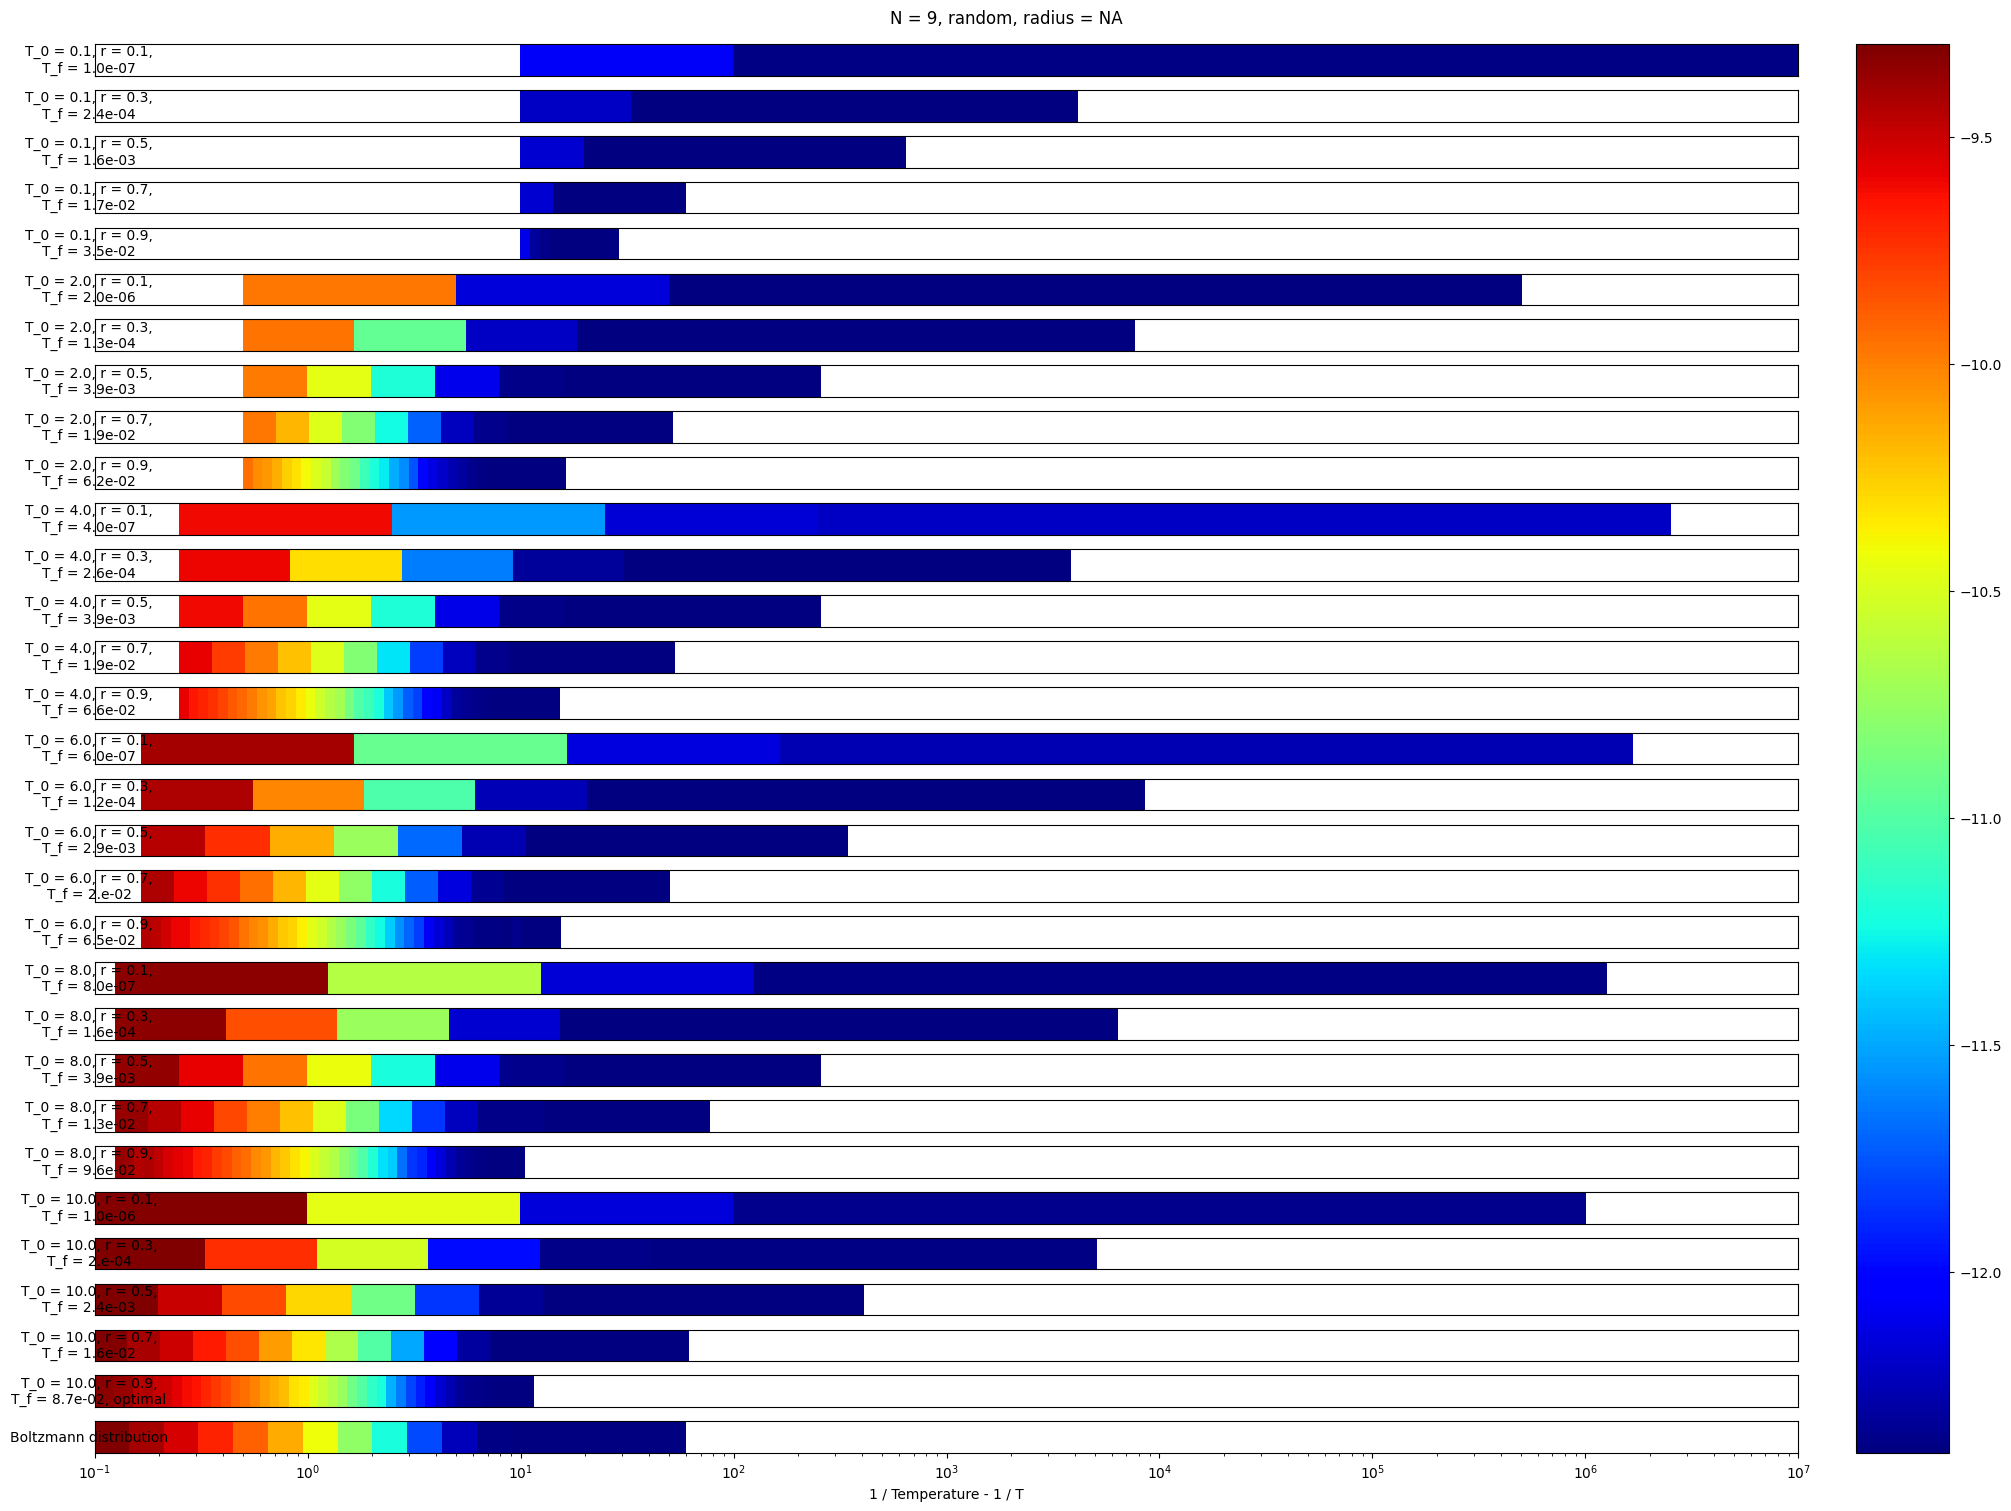 N = 9, random, radius = NA
T_0 = 0.1, r = 0.1,
T_f = 1.0e-07
T_0 = 0.1, r = 0.3,
T_f = 2.4e-04
T_0 = 0.1, r = 0.5,
T_f = 1.6e-03
T_0 = 0.1, r = 0.7,
T_f = 1.7e-02
T_0 = 0.1, r = 0.9,
T_f = 3.5e-02
T_0 = 2.0, r = 0.1,
T_f = 2.0e-06
T_0 = 2.0, r = 0.3,
T_f = 1.3e-04
T_0 = 2.0, r = 0.5,
T_f = 3.9e-03
T_0 = 2.0, r = 0.7,
T_f = 1.9e-02
T_0 = 2.0, r = 0.9,
T_f = 6.2e-02
T_0 = 4.0, r = 0.1,
T_f = 4.0e-07
T_0 = 4.0, r = 0.3,
T_f = 2.6e-04
T_0 = 4.0, r = 0.5,
T_f = 3.9e-03
T_0 = 4.0, r = 0.7,
T_f = 1.9e-02
T_0 = 4.0, r = 0.9,
T_f = 6.6e-02
T_0 = 6.0, r = 0.1,
T_f = 6.0e-07
T_0 = 6.0, r = 0.3,
T_f = 1.2e-04
T_0 = 6.0, r = 0.5,
T_f = 2.9e-03
T_0 = 6.0, r = 0.7,
T_f = 2.e-02
T_0 = 6.0, r = 0.9,
T_f = 6.5e-02
T_0 = 8.0, r = 0.1,
T_f = 8.0e-07
T_0 = 8.0, r = 0.3,
T_f = 1.6e-04
T_0 = 8.0, r = 0.5,
T_f = 3.9e-03
T_0 = 8.0, r = 0.7,
T_f = 1.3e-02
T_0 = 8.0, r = 0.9,
T_f = 9.6e-02
T_0 = 10.0, r = 0.1,
T_f = 1.0e-06
T_0 = 10.0, r = 0.3,
T_f = 2.e-04
T_0 = 10.0, r = 0.5,
T_f = 2.4e-03
T_0 = 10.0, r = 0.7,
T_f = 1.6e-02
T_0 = 10.0, r = 0.9,
T_f = 8.7e-02, optimal
Boltzmann distribution
10⁻¹ 10⁰ 10¹ 10² 10³ 10⁴ 10⁵ 10⁶ 10⁷
1 / Temperature - 1 / T
−9.5
−10.0
−10.5
−11.0
−11.5
−12.0